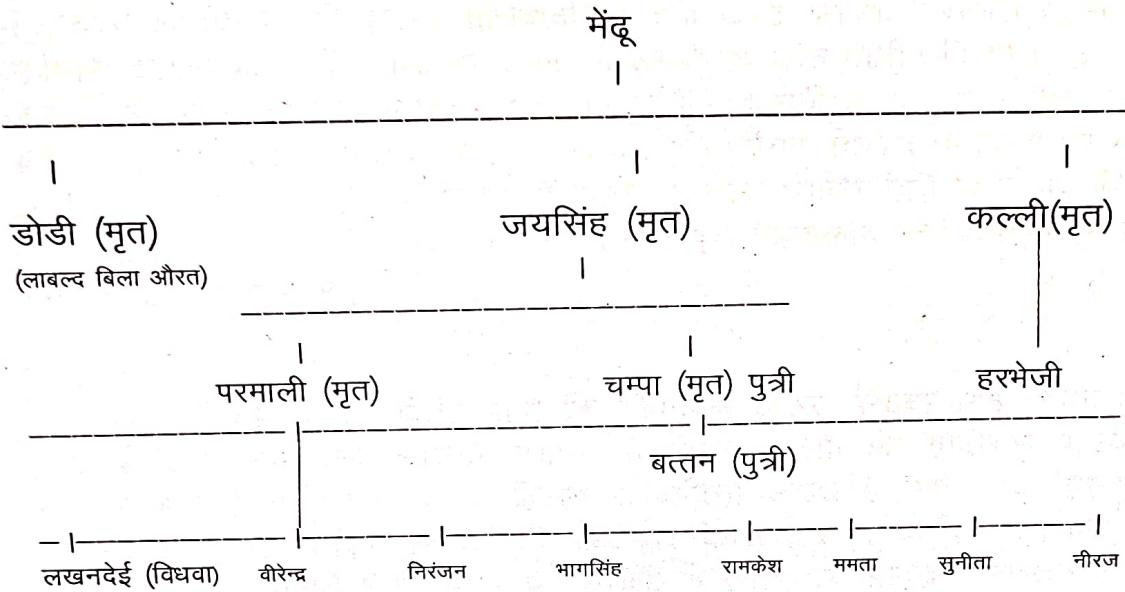 मेंढू
डोडी (मृत) जयसिंह (मृत) कल्ली(मृत)
(लाबल्द बिला औरत)
परमाली (मृत) चम्पा (मृत) पुत्री हरभेजी
बत्तन (पुत्री)
लखनदेई (विधवा) वीरेन्द्र निरंजन भागसिंह रामकेश ममता सुनीता नीरज